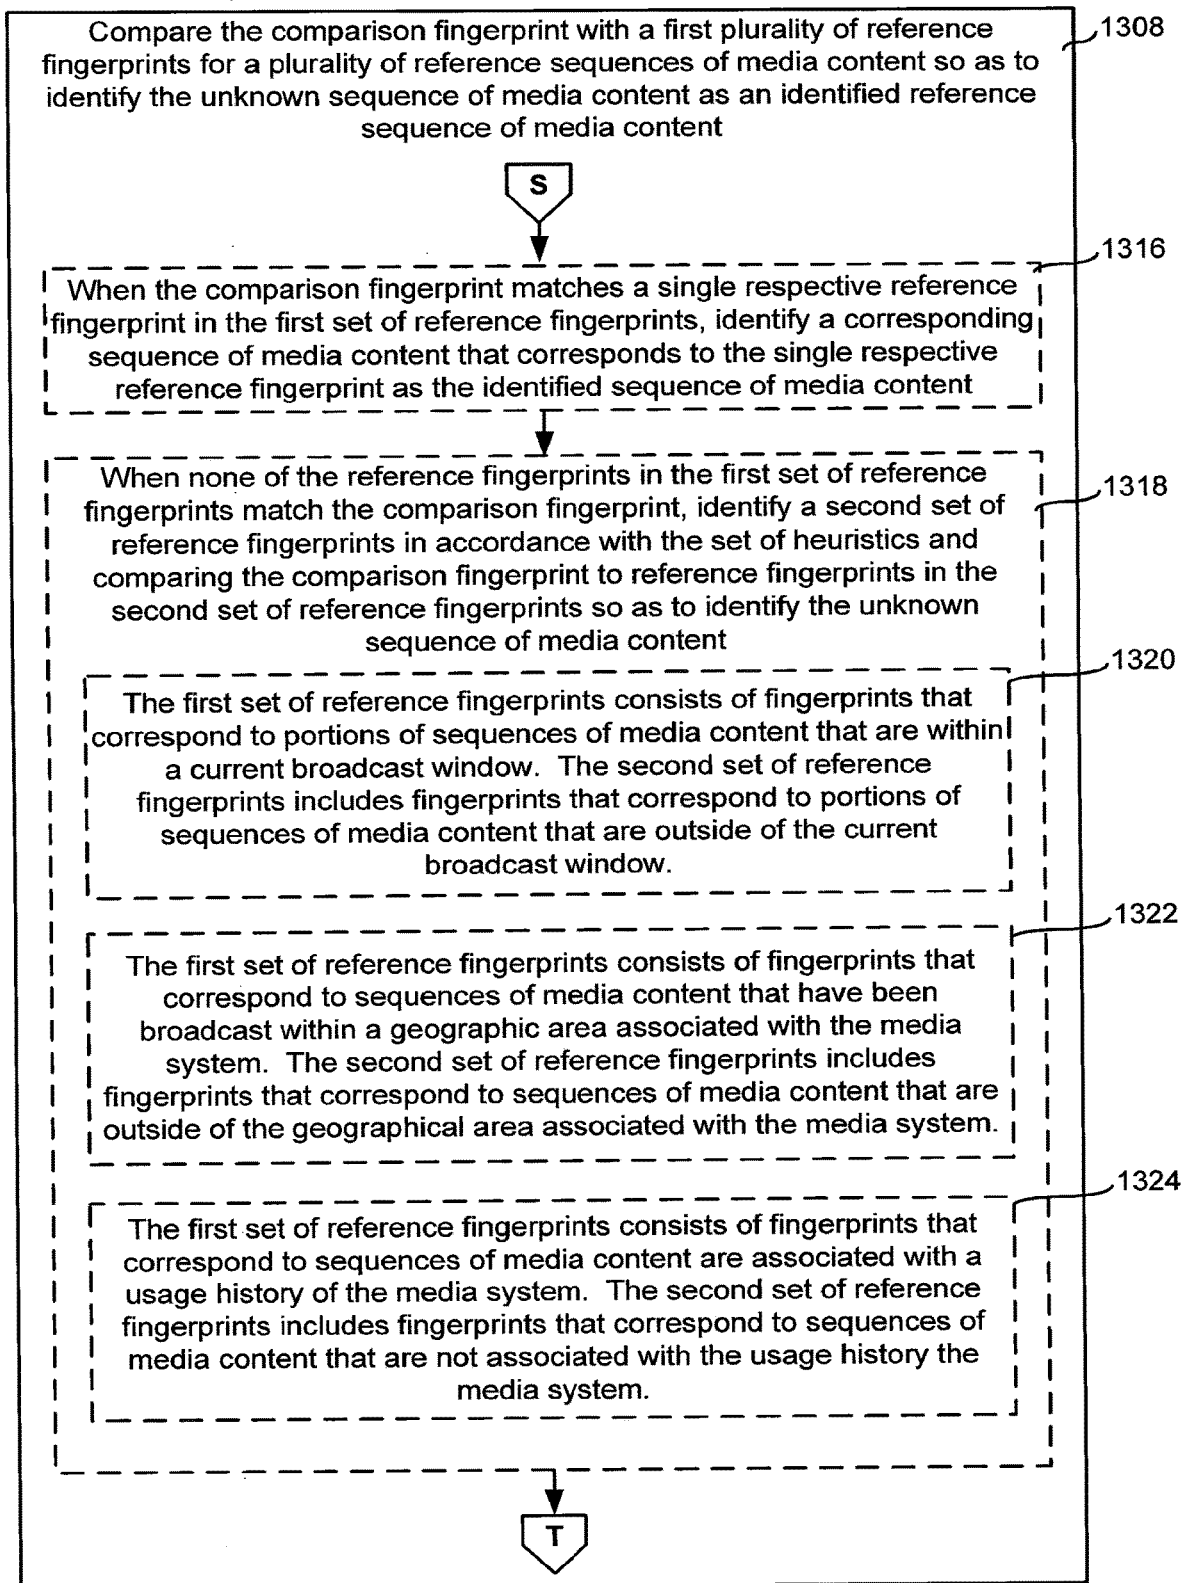 Compare the comparison fingerprint with a first plurality of reference
fingerprints for a plurality of reference sequences of media content so as to
identify the unknown sequence of media content as an identified reference
sequence of media content
1308
S
1316
When the comparison fingerprint matches a single respective reference
fingerprint in the first set of reference fingerprints, identify a corresponding
sequence of media content that corresponds to the single respective
reference fingerprint as the identified sequence of media content
When none of the reference fingerprints in the first set of reference
fingerprints match the comparison fingerprint, identify a second set of
reference fingerprints in accordance with the set of heuristics and
comparing the comparison fingerprint to reference fingerprints in the
second set of reference fingerprints so as to identify the unknown
sequence of media content
1318
1320
The first set of reference fingerprints consists of fingerprints that
correspond to portions of sequences of media content that are within
a current broadcast window. The second set of reference
fingerprints includes fingerprints that correspond to portions of
sequences of media content that are outside of the current
broadcast window.
1322
The first set of reference fingerprints consists of fingerprints that
correspond to sequences of media content that have been
broadcast within a geographic area associated with the media
system. The second set of reference fingerprints includes
fingerprints that correspond to sequences of media content that are
outside of the geographical area associated with the media system.
1324
The first set of reference fingerprints consists of fingerprints that
correspond to sequences of media content are associated with a
usage history of the media system. The second set of reference
fingerprints includes fingerprints that correspond to sequences of
media content that are not associated with the usage history the
media system.
T